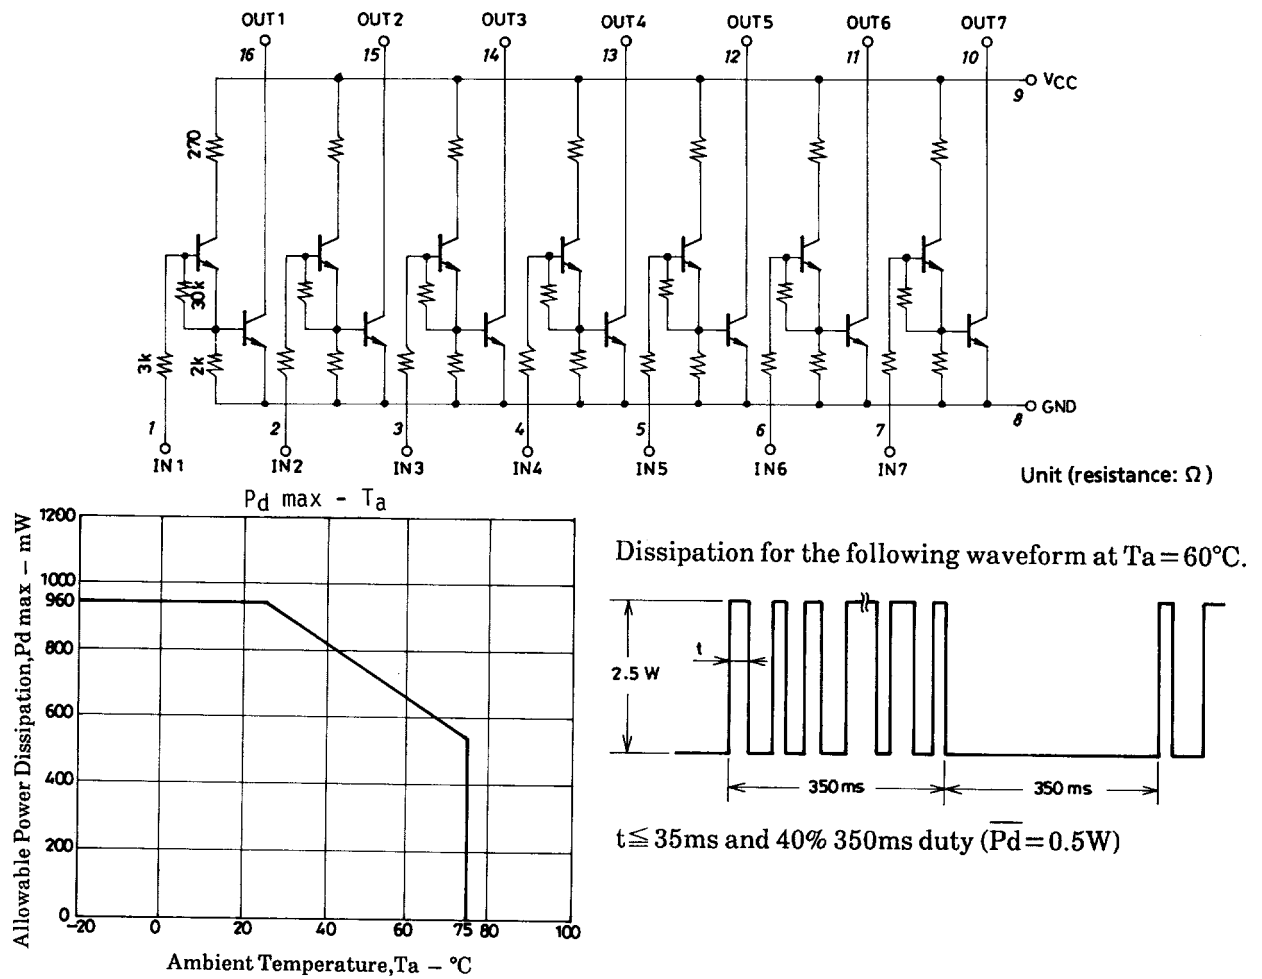 OUT1 OUT2 OUT3 OUT4 OUT5 OUT6 OUT7
16 15 14 13 12 11 10
9 VCC
270
30k
3k 2k
8 GND
1 2 3 4 5 6 7
IN1 IN2 IN3 IN4 IN5 IN6 IN7
Unit (resistance: Ω )
Pd max - Ta
Allowable Power Dissipation,Pd max – mW
1200
1000
960
800
600
400
200
0
-20 0 20 40 60 75 80 100
Ambient Temperature,Ta – °C
Dissipation for the following waveform at Ta=60°C.
t
2.5 W
350 ms 350 ms
t≦35ms and 40% 350ms duty (P̅d̅=0.5W)